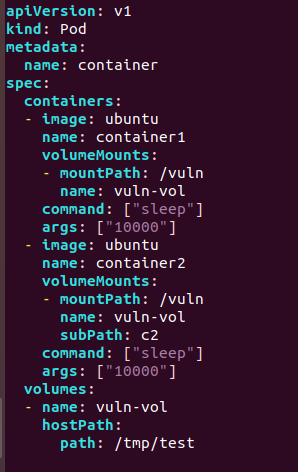 apiVersion: v1
kind: Pod
metadata:
  name: container
spec:
  containers:
  - image: ubuntu
    name: container1
    volumeMounts:
    - mountPath: /vuln
      name: vuln-vol
    command: ["sleep"]
    args: ["10000"]
  - image: ubuntu
    name: container2
    volumeMounts:
    - mountPath: /vuln
      name: vuln-vol
      subPath: c2
    command: ["sleep"]
    args: ["10000"]
  volumes:
  - name: vuln-vol
    hostPath:
      path: /tmp/test